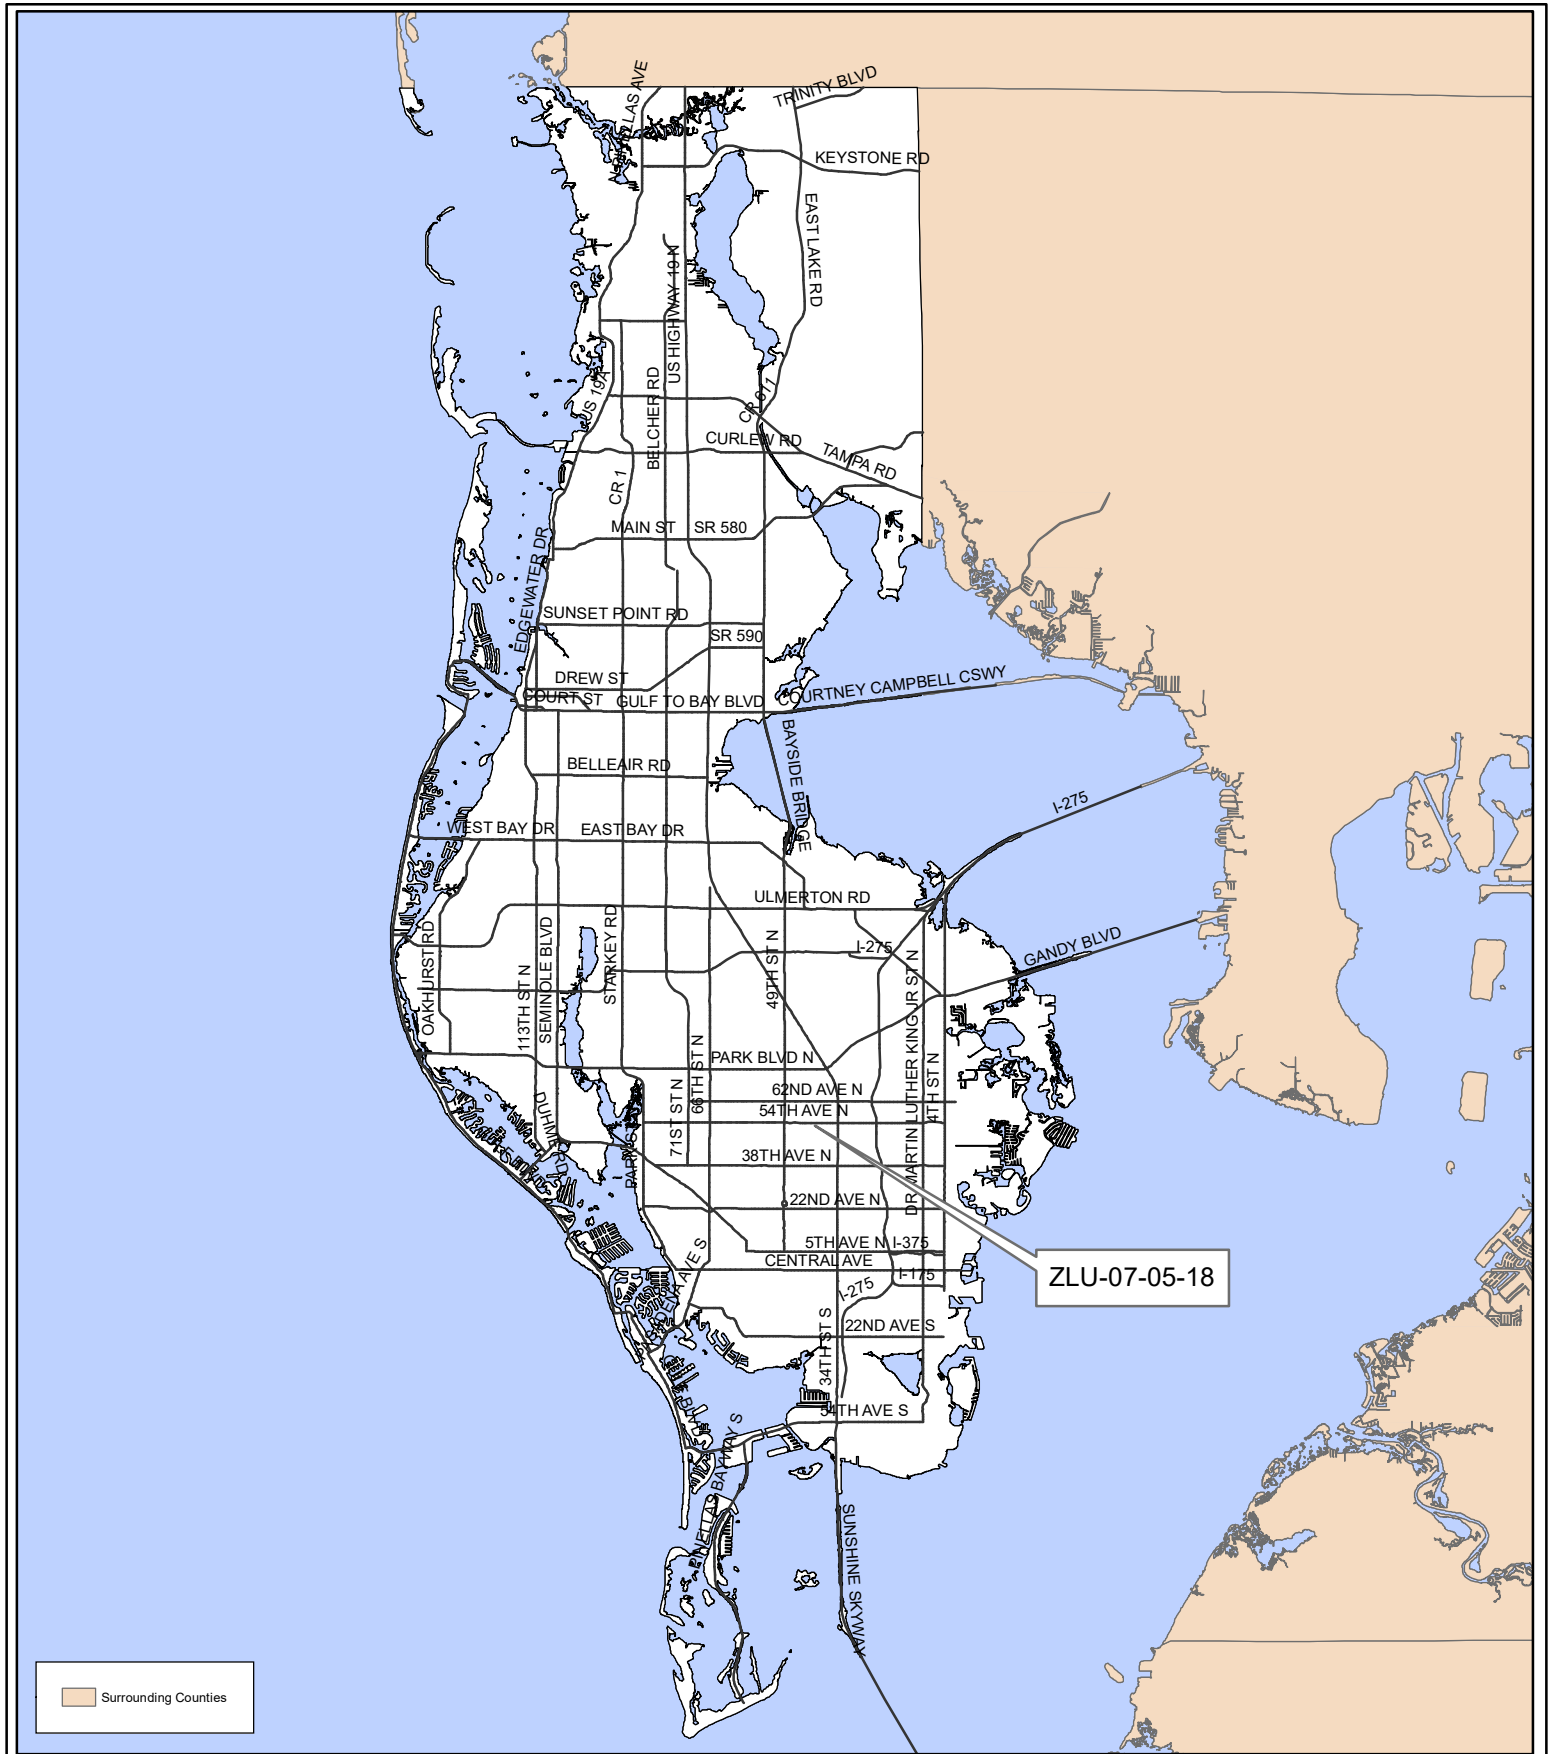 TRINITY BLVD
KEYSTONE RD
EAST LAKE RD
US HIGHWAY 19 N
US 19A
CR 611
BELCHER RD
CURLEW RD
TAMPA RD
CR 1
MAIN ST
SR 580
EDGEWATER DR
SUNSET POINT RD
SR 590
DREW ST
COURT ST
GULF TO BAY BLVD
COURTNEY CAMPBELL CSWY
BAYSIDE BRIDGE
BELLEAIR RD
I-275
WEST BAY DR
EAST BAY DR
ULMERTON RD
OAKHURST RD
113TH ST N
SEMINOLE BLVD
STARKEY RD
49TH ST N
I-275
GANDY BLVD
DR MARTIN LUTHER KING JR ST N
4TH ST N
PARK BLVD N
66TH ST N
71ST ST N
62ND AVE N
54TH AVE N
DUHME RD
38TH AVE N
22ND AVE N
5TH AVE N
I-375
CENTRAL AVE
I-175
I-275
ZLU-07-05-18
22ND AVE S
34TH ST S
54TH AVE S
PINELLAS BAYWAY S
SUNSHINE SKYWAY
Surrounding Counties